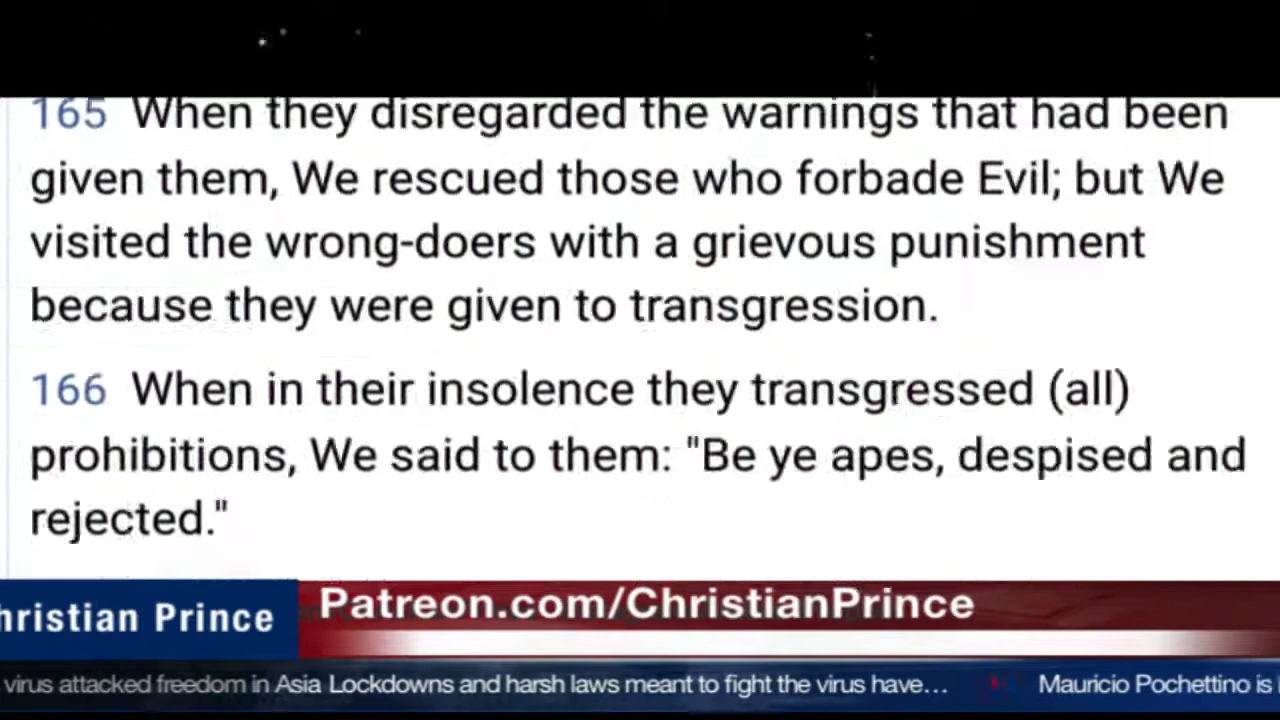 165 When they disregarded the warnings that had been
given them, We rescued those who forbade Evil; but We
visited the wrong-doers with a grievous punishment
because they were given to transgression.
166 When in their insolence they transgressed (all)
prohibitions, We said to them: "Be ye apes, despised and
rejected."
hristian Prince
Patreon.com/ChristianPrince
virus attacked freedom in Asia Lockdowns and harsh laws meant to fight the virus have… Mauricio Pochettino is